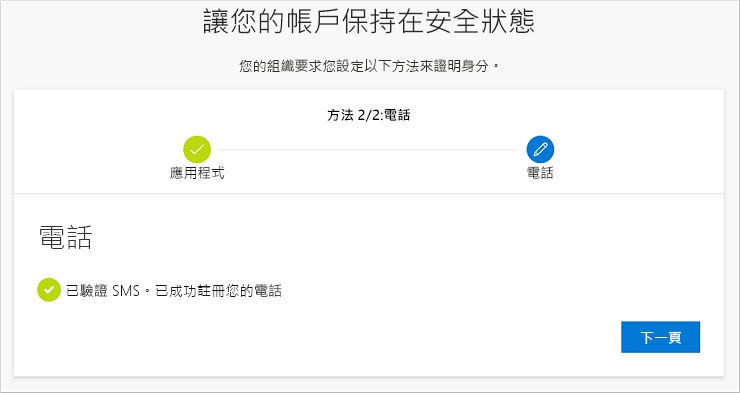 讓您的帳戶保持在安全狀態
您的組織要求您設定以下方法來證明身分。
方法 2/2:電話
應用程式
電話
電話
已驗證 SMS。已成功註冊您的電話
下一頁